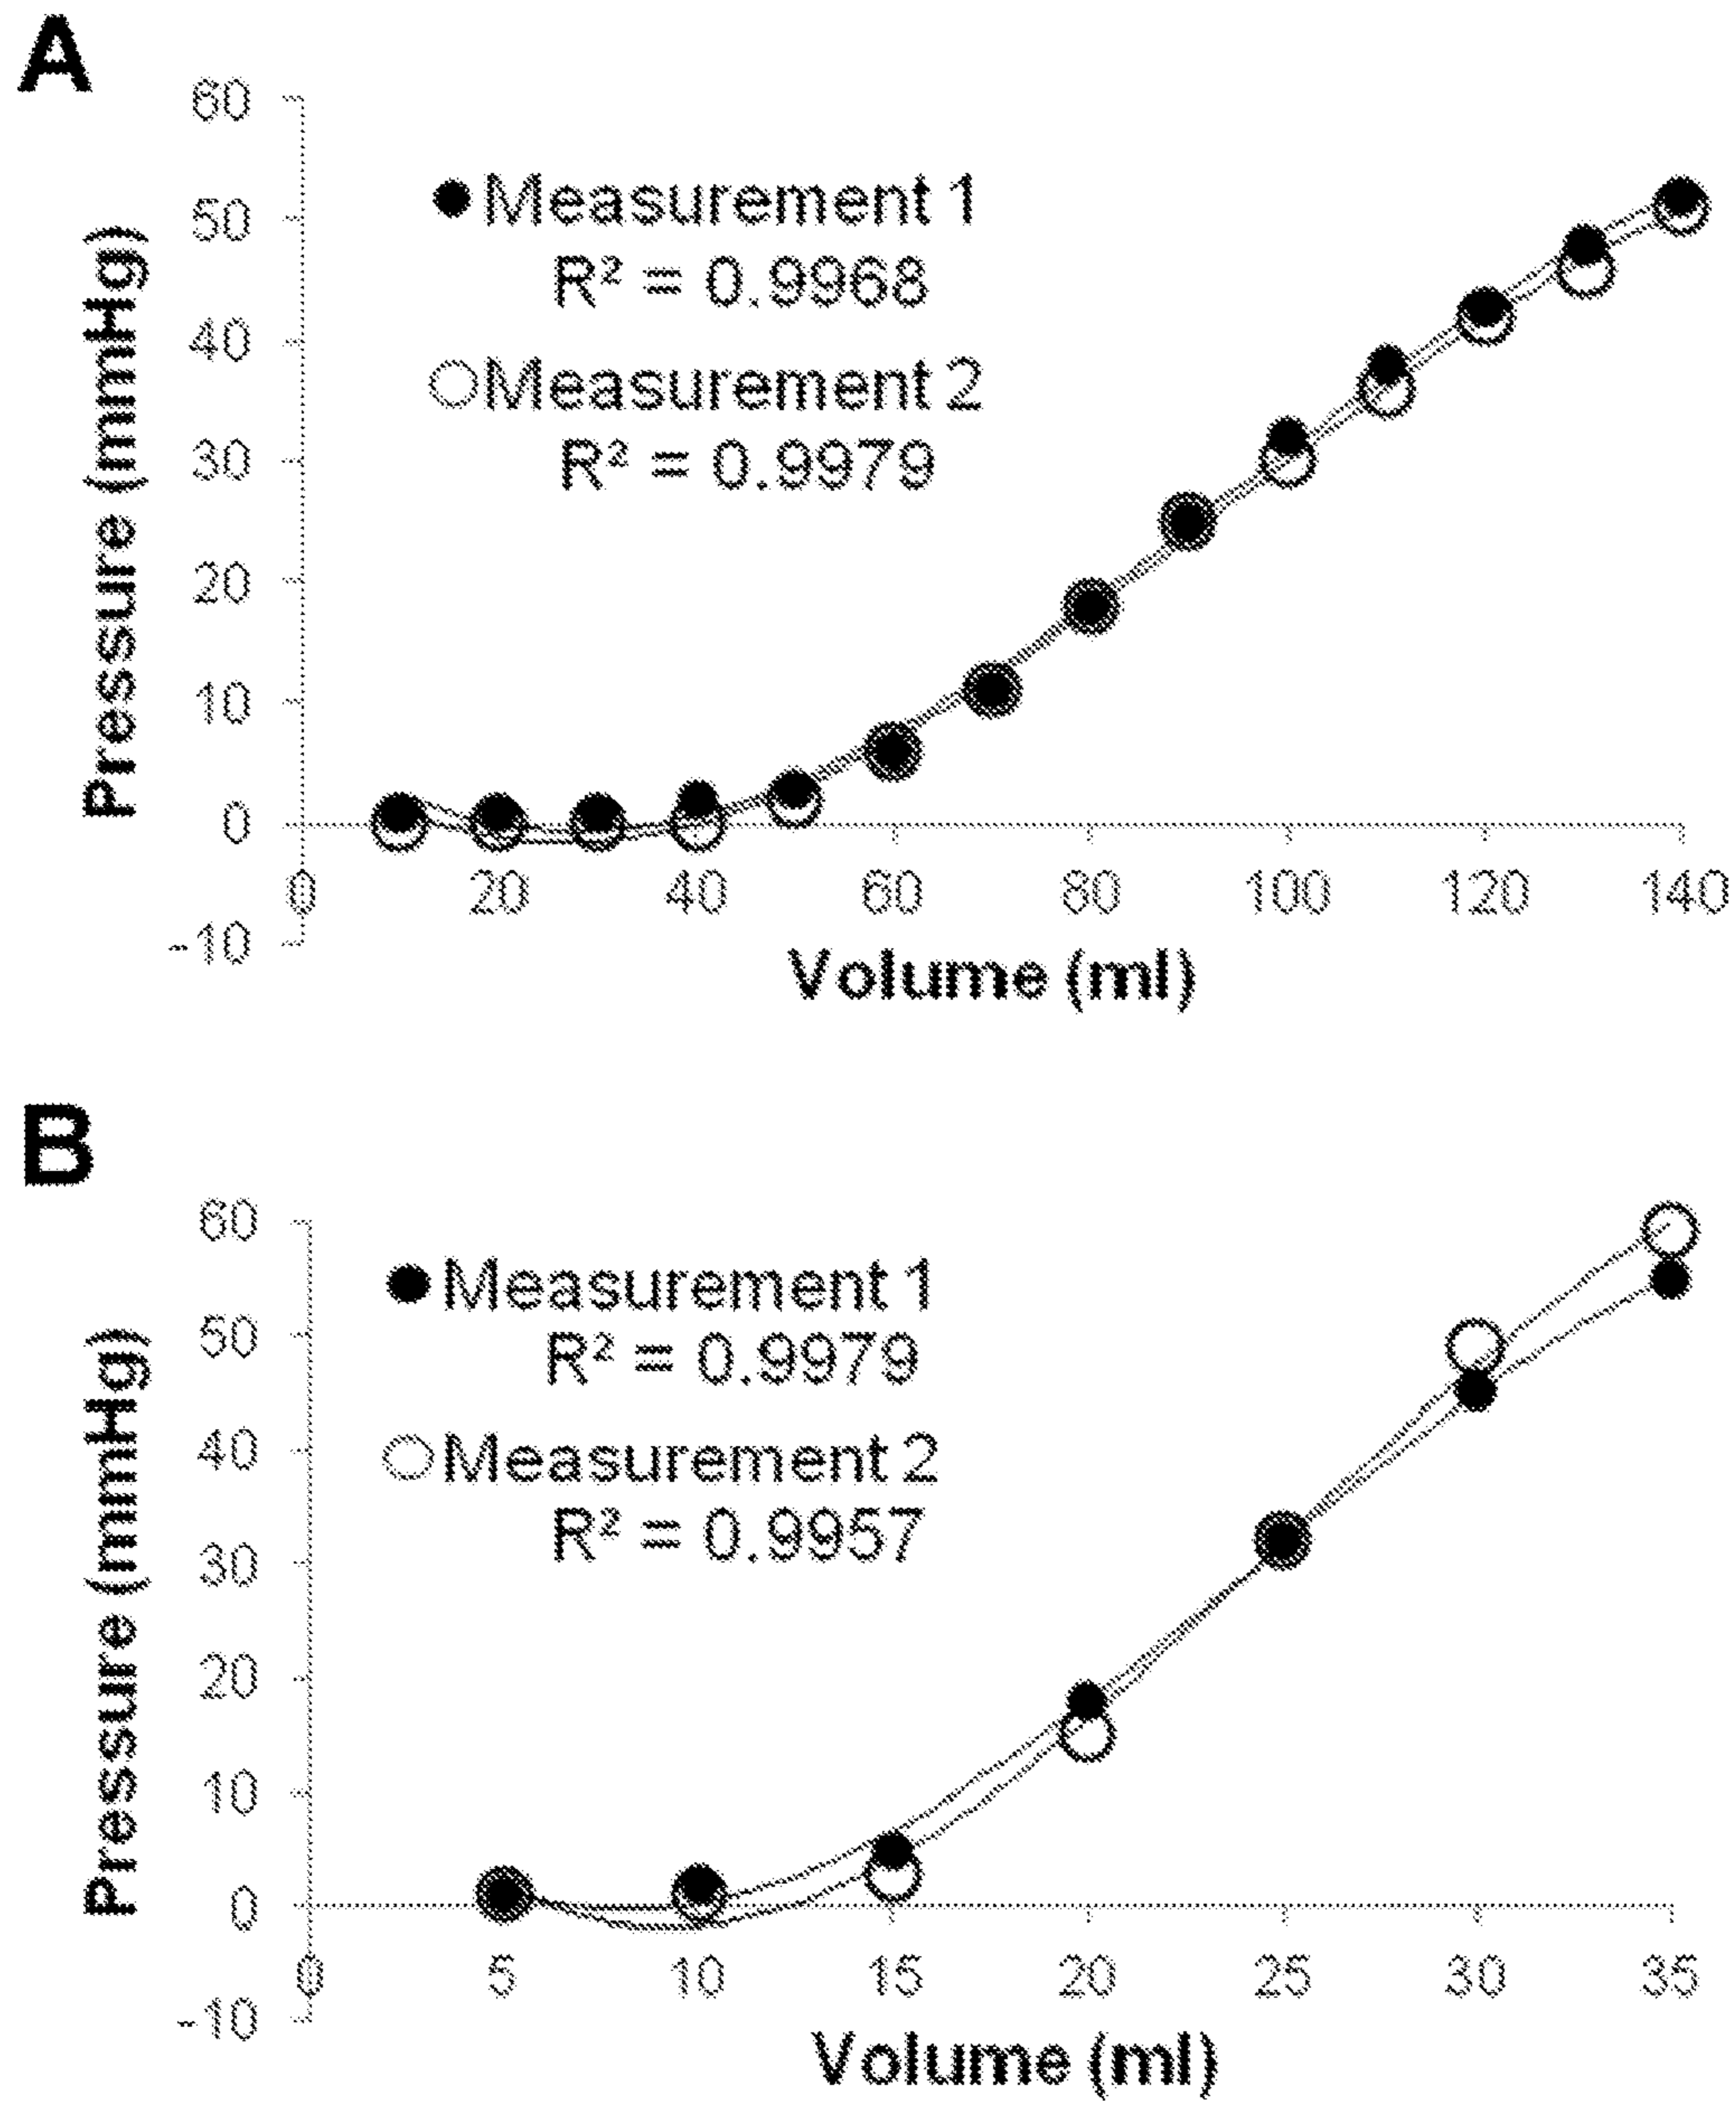 A
60
50
40
30
20
10
0
-10
Pressure (mmHg)
Measurement 1
R² = 0.9968
Measurement 2
R² = 0.9979
0 20 40 60 80 100 120 140
Volume (ml)
B
60
50
40
30
20
10
0
-10
Pressure (mmHg)
Measurement 1
R² = 0.9979
Measurement 2
R² = 0.9957
0 5 10 15 20 25 30 35
Volume (ml)